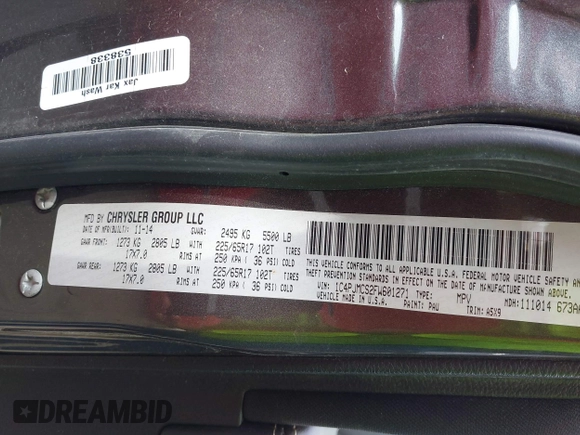 538338
Jax Kar Wash
MFD BY CHRYSLER GROUP LLC
DATE OF MFR(BUILT): 11-14 GVWR: 2495 KG 5500 LB
GAWR FRONT: 1273 KG 2805 LB WITH 225/65R17 102T TIRES
17X7.0 RIMS AT 250 KPA ( 36 PSI) COLD
GAWR REAR: 1273 KG 2805 LB WITH 225/65R17 102T TIRES
17X7.0 RIMS AT 250 KPA ( 36 PSI) COLD
THIS VEHICLE CONFORMS TO ALL APPLICABLE U.S.A. FEDERAL MOTOR VEHICLE
THEFT PREVENTION STANDARDS IN EFFECT ON THE DATE OF MANUFACTURE SHOWN ABOVE.
VIN: 1C4PJMCS2FW601271 TYPE: MPV MDH: 111014 673
VEHICLE MADE IN U.S.A. PAINT: PAU TRIM: A5X9
DREAMBID